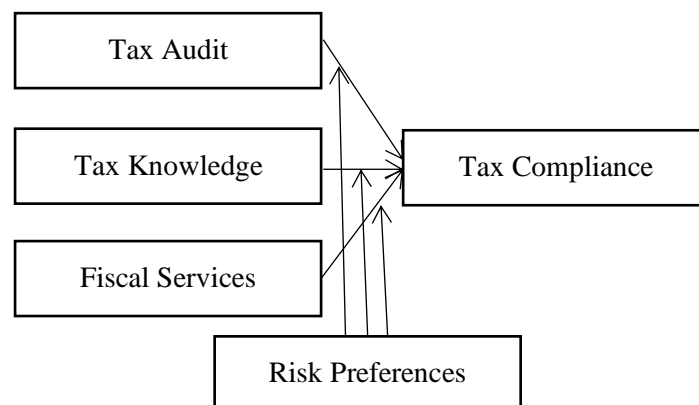 Tax Audit
Tax Knowledge
Tax Compliance
Fiscal Services
Risk Preferences